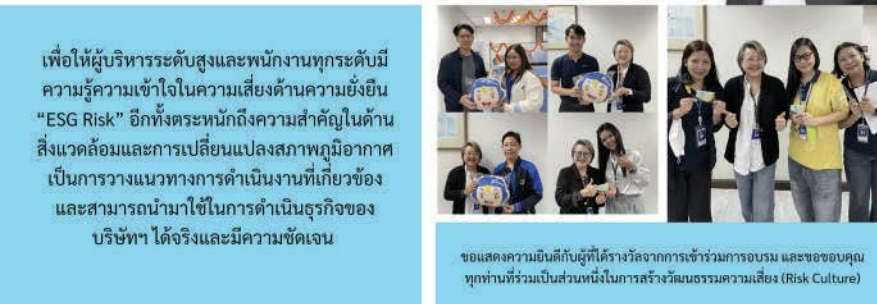 เพื่อให้ผู้บริหารระดับสูงและพนักงานทุกระดับมี
ความรู้ความเข้าใจในความเสี่ยงด้านความยั่งยืน
“ESG Risk” อีกทั้งตระหนักถึงความสำคัญในด้าน
สิ่งแวดล้อมและการเปลี่ยนแปลงสภาพภูมิอากาศ
เป็นการวางแนวทางการดำเนินงานที่เกี่ยวข้อง
และสามารถนำมาใช้ในการดำเนินธุรกิจของ
บริษัทฯ ได้จริงและมีความชัดเจน
ขอแสดงความยินดีกับผู้ที่ได้รางวัลจากการเข้าร่วมการอบรม และขอขอบคุณ
ทุกท่านที่ร่วมเป็นส่วนหนึ่งในการสร้างวัฒนธรรมความเสี่ยง (Risk Culture)